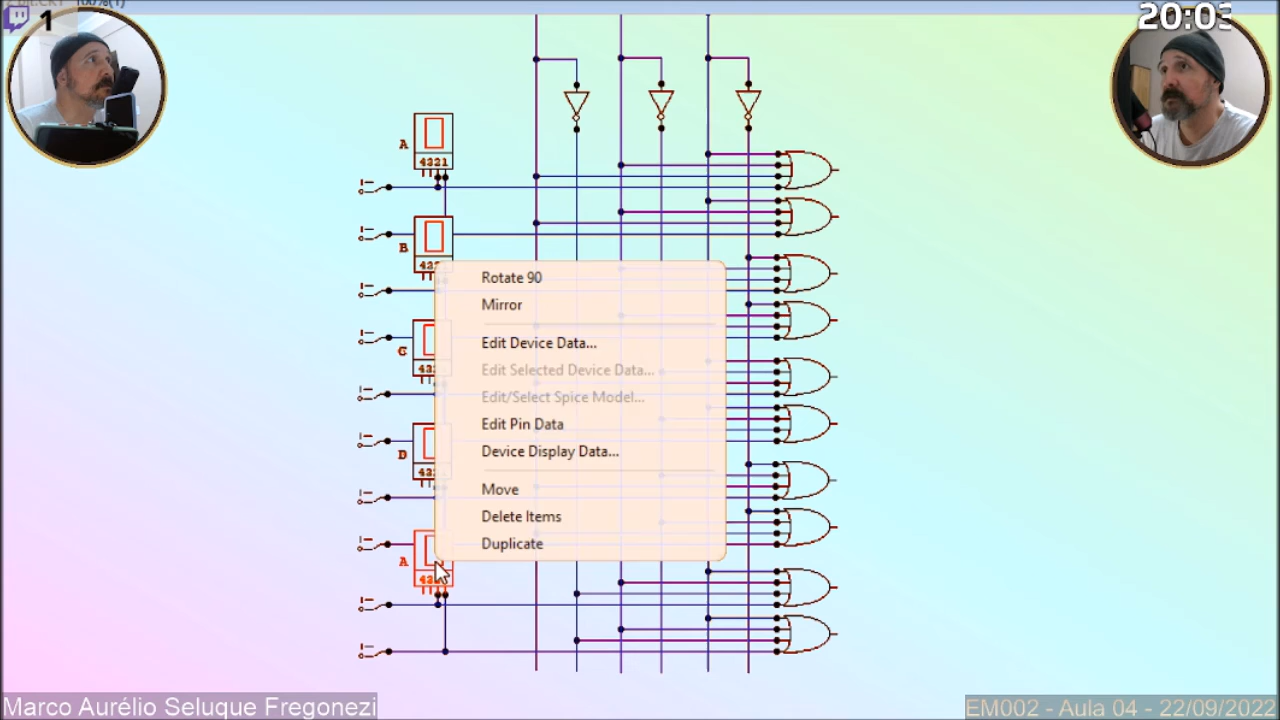 100%(1)
1
20:03
A
4321
B
C
D
A
Rotate 90
Mirror
Edit Device Data...
Edit Selected Device Data...
Edit/Select Spice Model...
Edit Pin Data
Device Display Data...
Move
Delete Items
Duplicate
Marco Aurélio Seluque Fregonezi
EM002 - Aula 04 - 22/09/2022